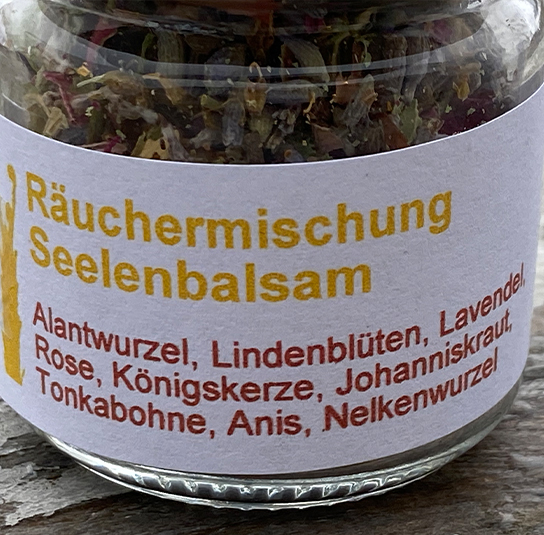 Räuchermischung
Seelenbalsam
Alantwurzel, Lindenblüten, Lavendel,
Rose, Königskerze, Johanniskraut,
Tonkabohne, Anis, Nelkenwurzel